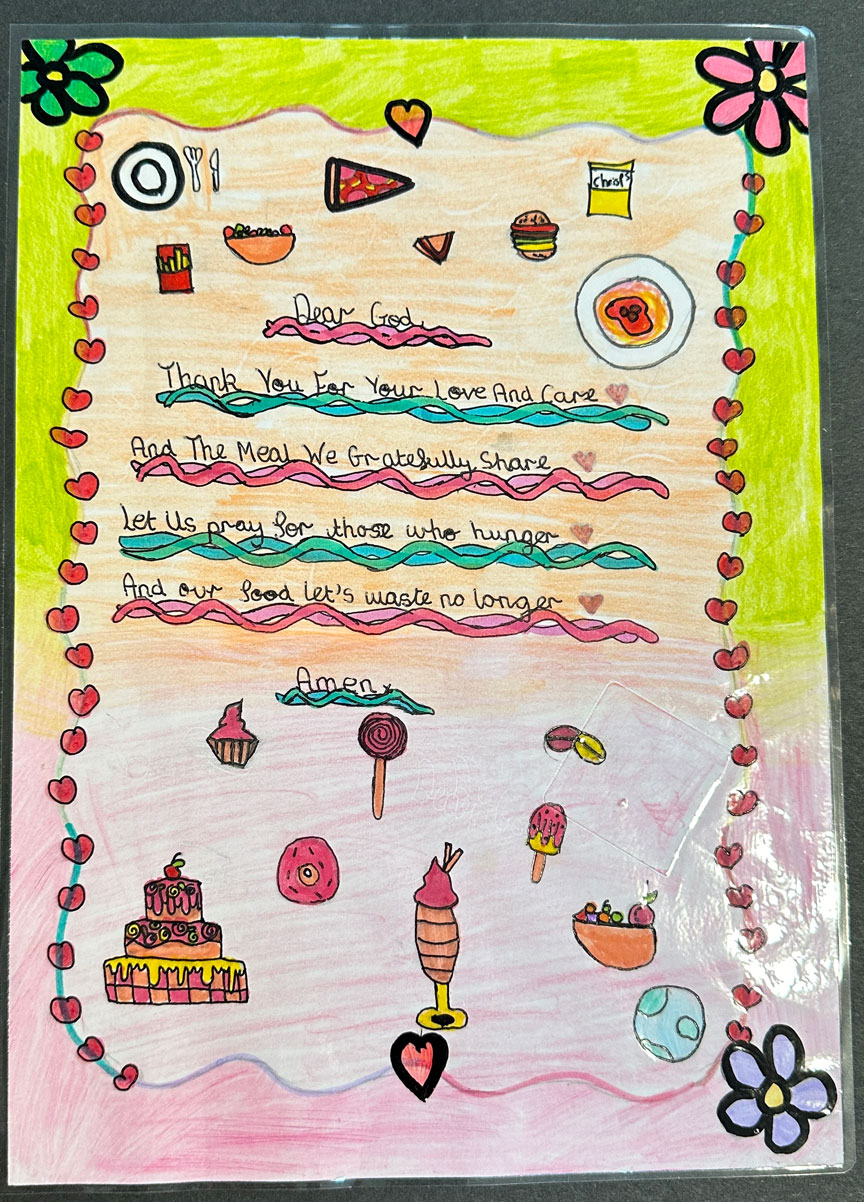 chrisp's
Dear God,
Thank You For Your Love And Care
And The Meal We Gratefully Share
Let Us pray for those who hunger
And our food let's waste no longer
Amen